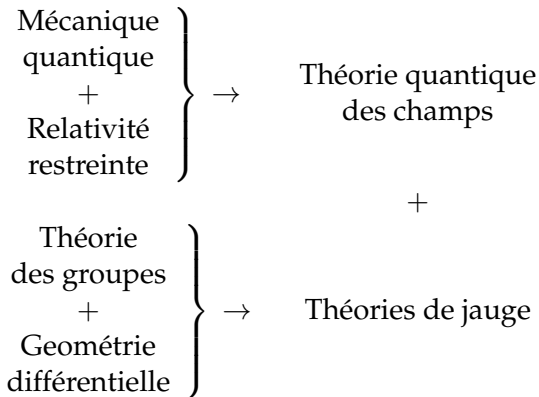 Mécanique
quantique
+
Relativité
restreinte
→
Théorie quantique
des champs
+
Théorie
des groupes
+
Geométrie
différentielle
→
Théories de jauge